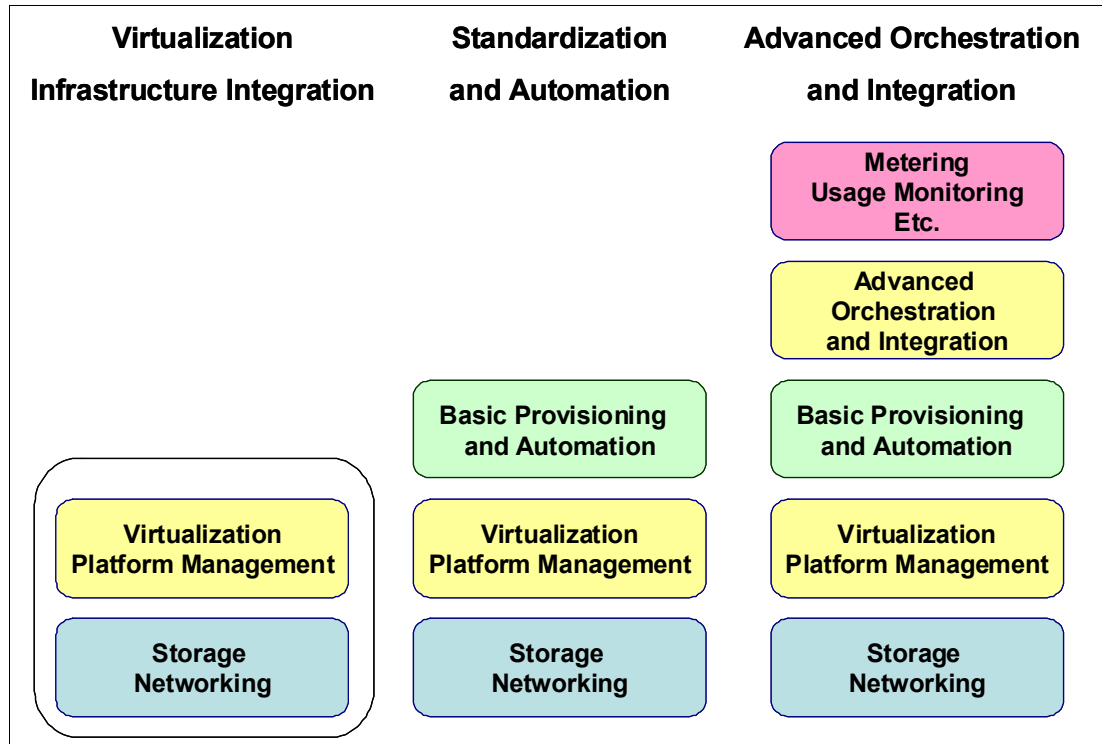 Virtualization
Infrastructure Integration
Standardization
and Automation
Advanced Orchestration
and Integration
Metering
Usage Monitoring
Etc.
Advanced
Orchestration
and Integration
Basic Provisioning
and Automation
Basic Provisioning
and Automation
Virtualization
Platform Management
Virtualization
Platform Management
Virtualization
Platform Management
Storage
Networking
Storage
Networking
Storage
Networking